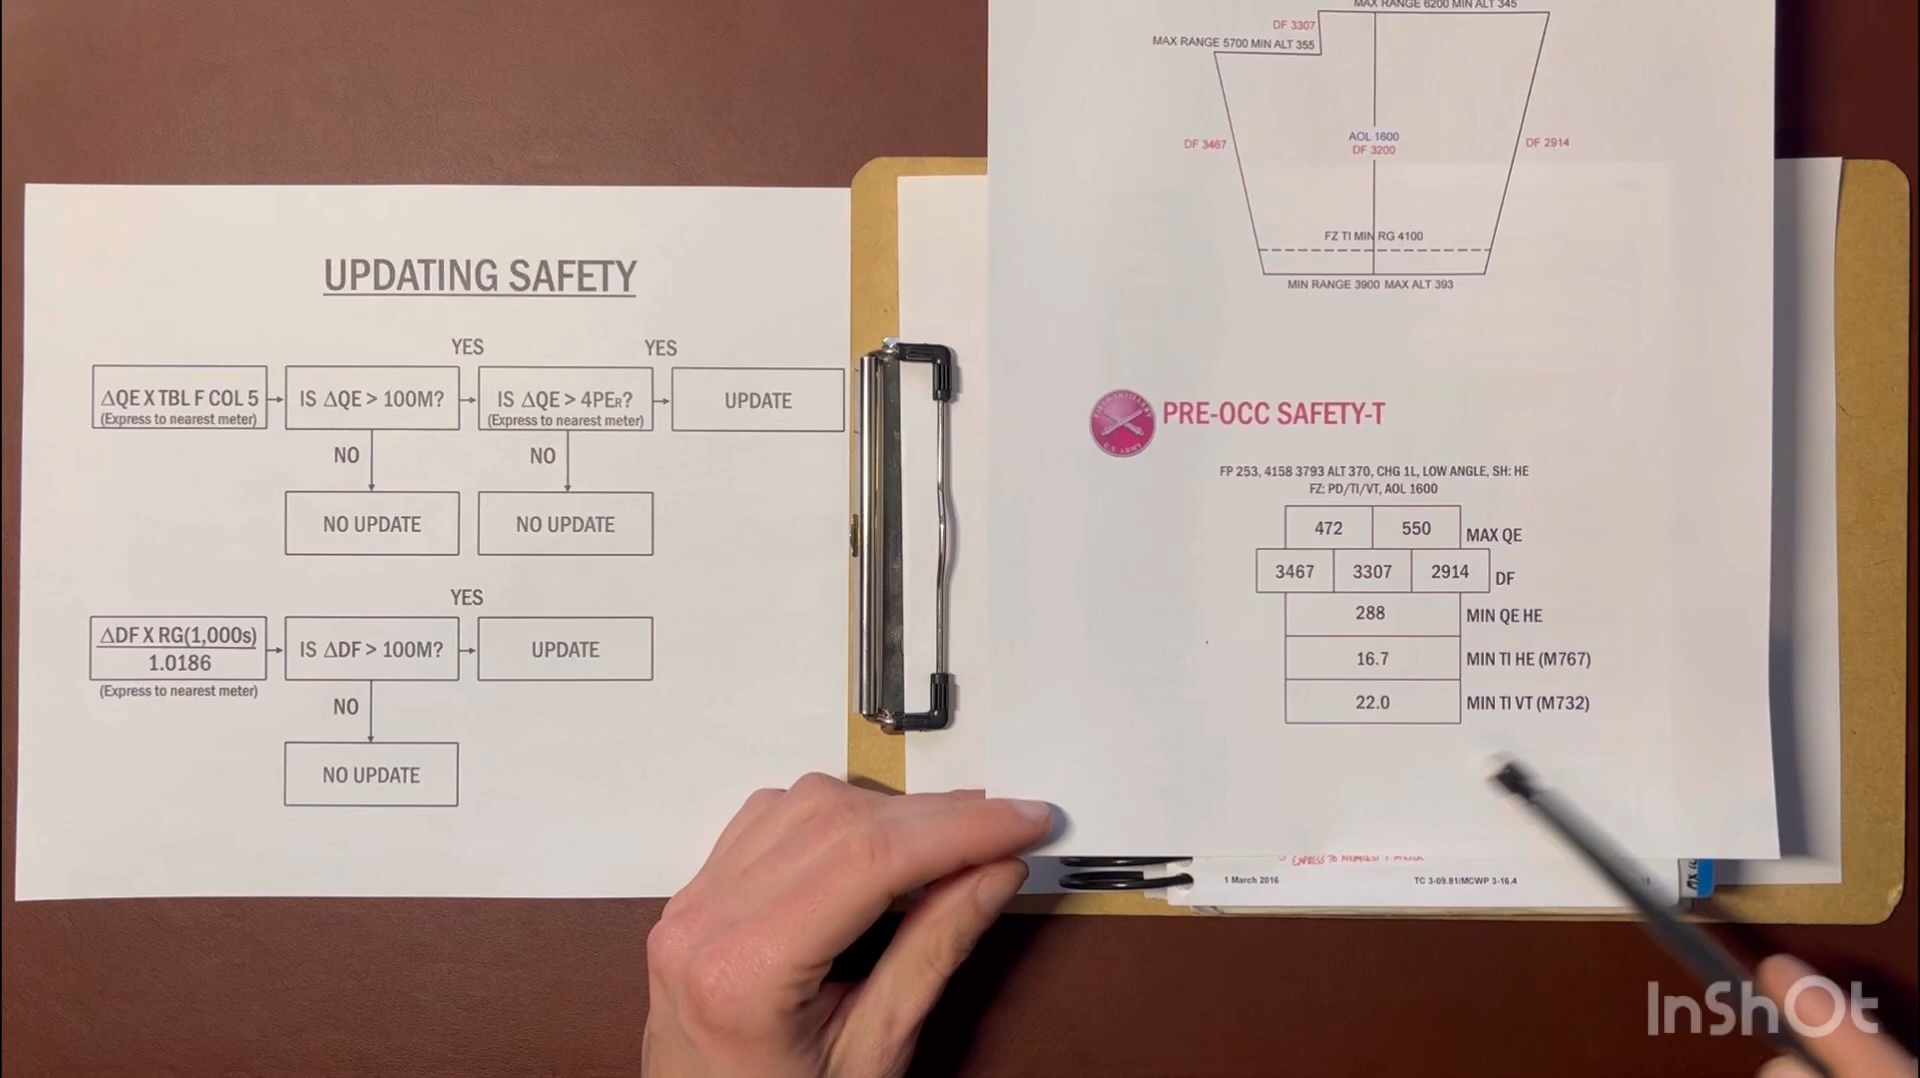 UPDATING SAFETY
YES
YES
ΔQE X TBL F COL 5
(Express to nearest meter)
IS ΔQE > 100M?
IS ΔQE > 4PER?
(Express to nearest meter)
UPDATE
NO
NO
NO UPDATE
NO UPDATE
YES
ΔDF X RG(1,000s)
1.0186
(Express to nearest meter)
IS ΔDF > 100M?
UPDATE
NO
NO UPDATE
MAX RANGE 6200 MIN ALT 345
DF 3307
MAX RANGE 5700 MIN ALT 355
DF 3467
AOL 1600
DF 3200
DF 2914
FZ TI MIN RG 4100
MIN RANGE 3900 MAX ALT 393
FIELD ARTILLERY
U.S. ARMY
PRE-OCC SAFETY-T
FP 253, 4158 3793 ALT 370, CHG 1L, LOW ANGLE, SH: HE
FZ: PD/TI/VT, AOL 1600
472 550 MAX QE
3467 3307 2914 DF
288 MIN QE HE
16.7 MIN TI HE (M767)
22.0 MIN TI VT (M732)
EXPRESS TO NEAREST
1 March 2016
TC 3-09.81/MCWP 3-16.4
InShOt